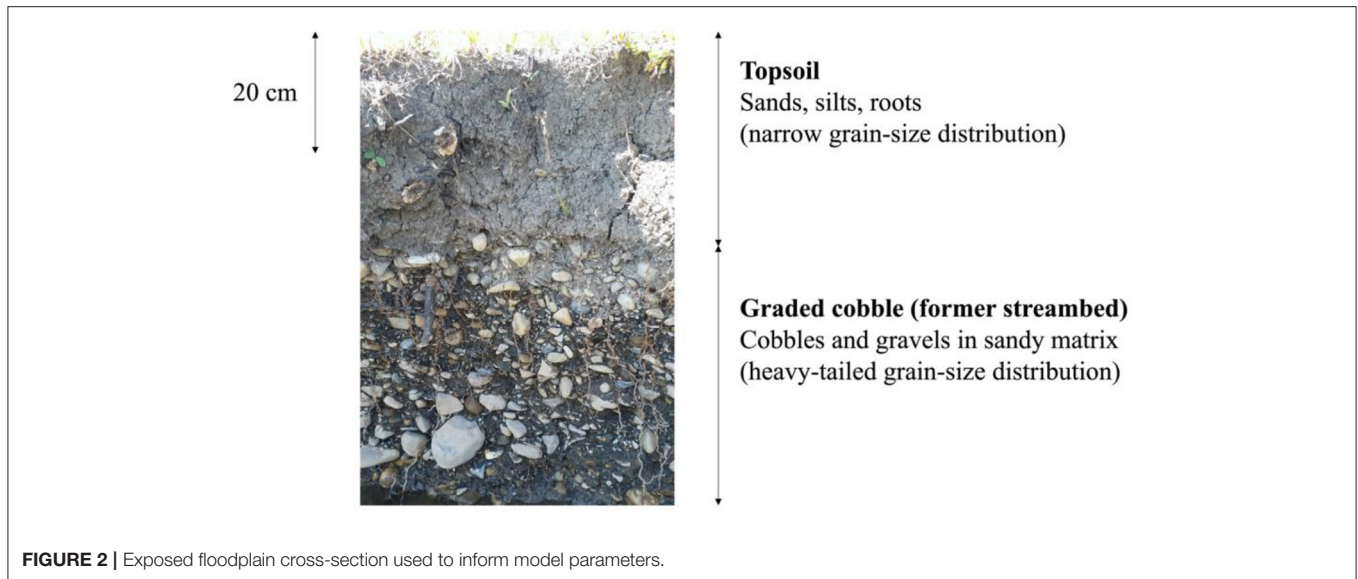 20 cm
Topsoil
Sands, silts, roots
(narrow grain-size distribution)
Graded cobble (former streambed)
Cobbles and gravels in sandy matrix
(heavy-tailed grain-size distribution)
FIGURE 2 | Exposed floodplain cross-section used to inform model parameters.